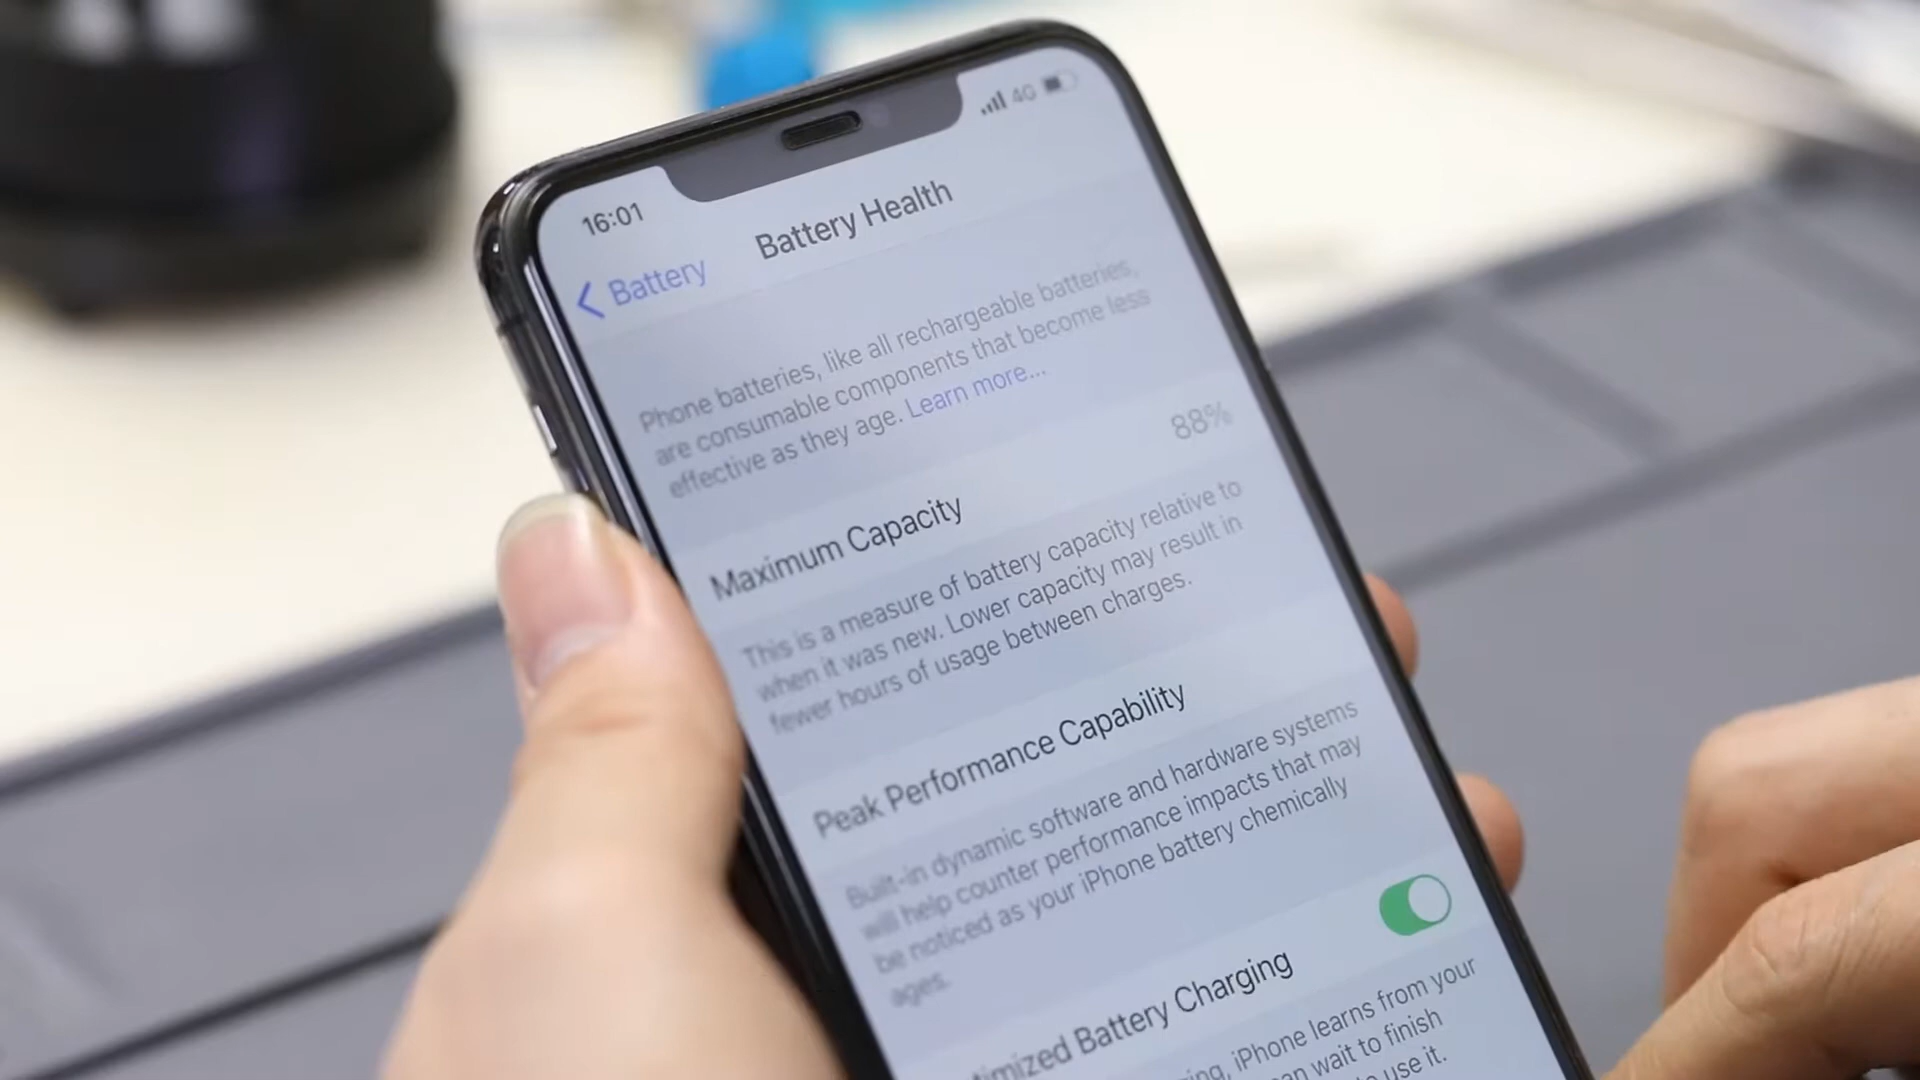 16:01
4G
Battery
Battery Health
Phone batteries, like all rechargeable batteries,
are consumable components that become less
effective as they age. Learn more...
Maximum Capacity 88%
This is a measure of battery capacity relative to
when it was new. Lower capacity may result in
fewer hours of usage between charges.
Peak Performance Capability
Built-in dynamic software and hardware systems
will help counter performance impacts that may
be noticed as your iPhone battery chemically
ages.
timized Battery Charging
ing, iPhone learns from your
an wait to finish
use it.